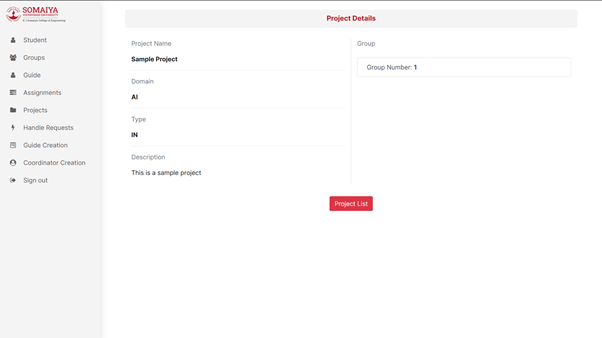 SOMAIYA
VIDYAVIHAR UNIVERSITY
K J Somaiya College of Engineering
Student
Groups
Guide
Assignments
Projects
Handle Requests
Guide Creation
Coordinator Creation
Sign out
Project Details
Project Name
Sample Project
Domain
AI
Type
IN
Description
This is a sample project
Group
Group Number: 1
Project List